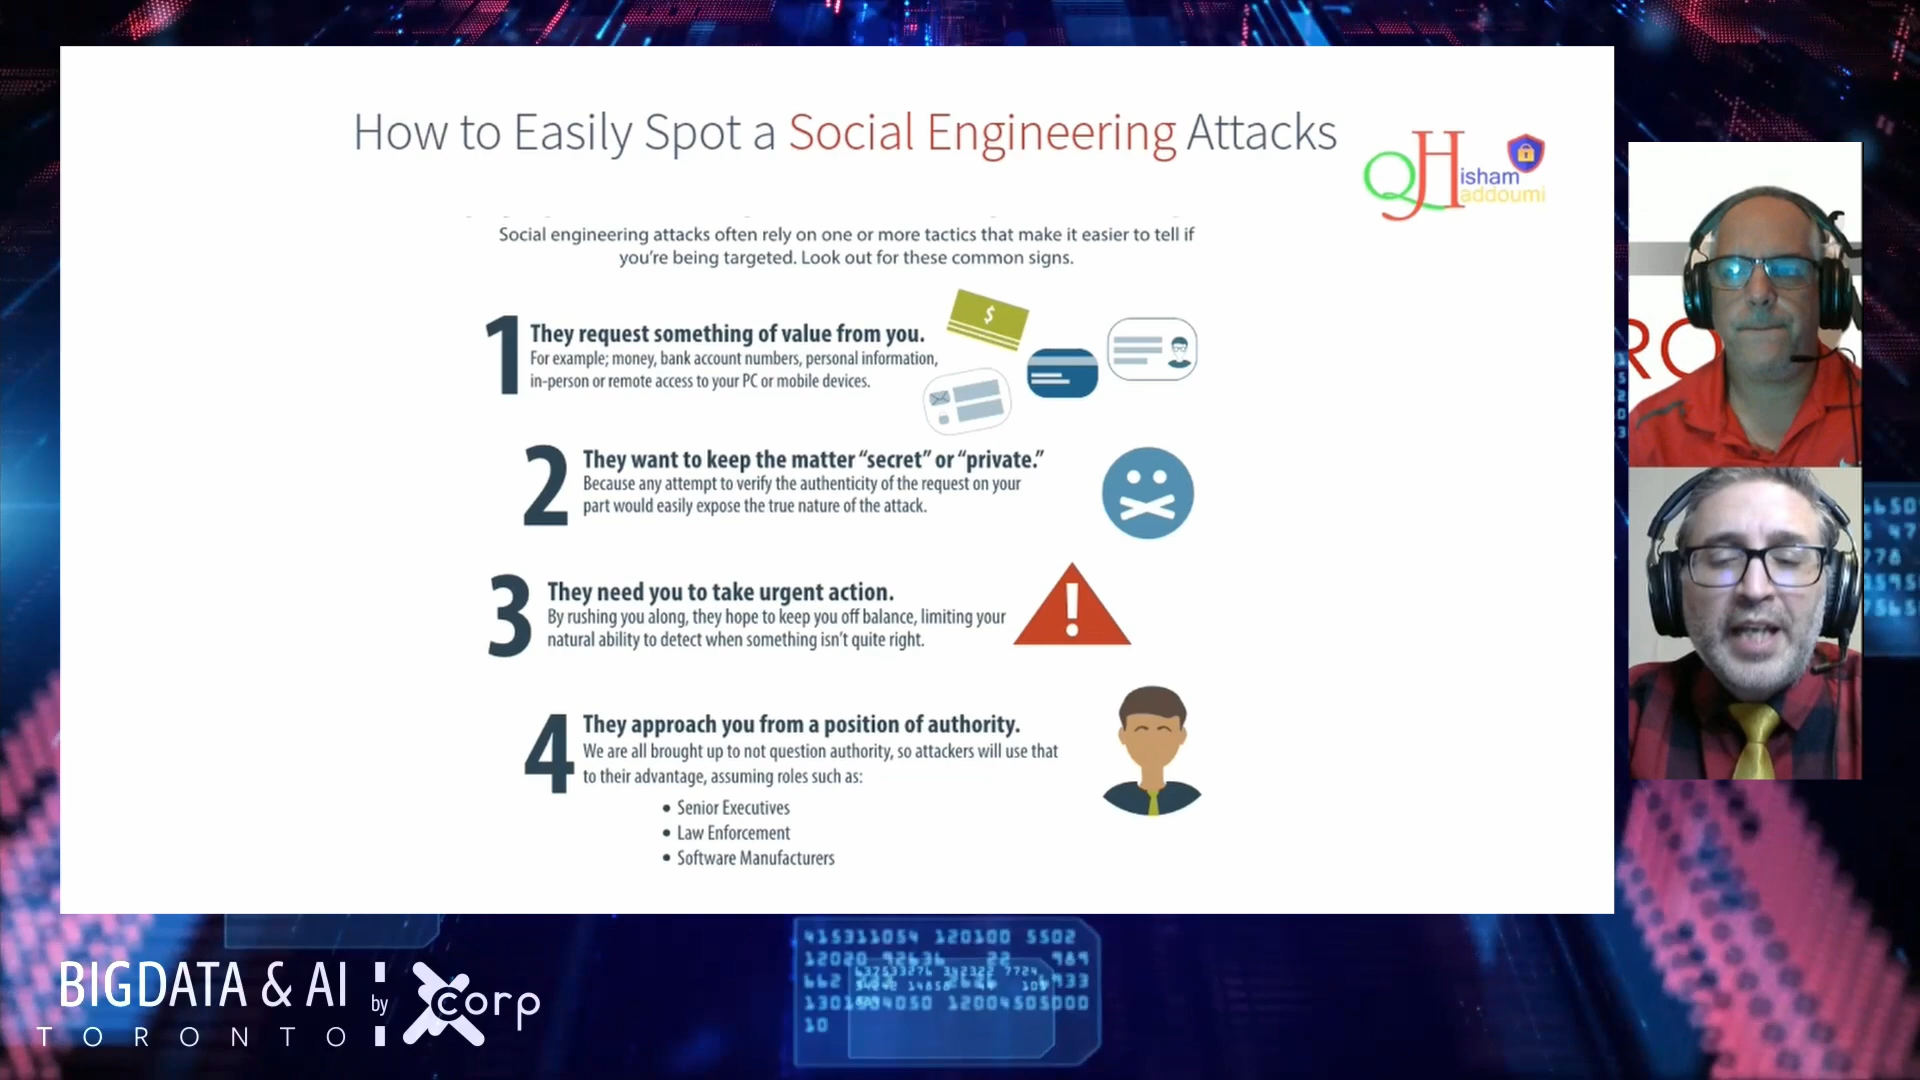 How to Easily Spot a Social Engineering Attacks
QHisham
Haddoumi
Social engineering attacks often rely on one or more tactics that make it easier to tell if
you're being targeted. Look out for these common signs.
1 They request something of value from you.
For example; money, bank account numbers, personal information,
in-person or remote access to your PC or mobile devices.
$
2 They want to keep the matter “secret” or “private.”
Because any attempt to verify the authenticity of the request on your
part would easily expose the true nature of the attack.
3 They need you to take urgent action.
By rushing you along, they hope to keep you off balance, limiting your
natural ability to detect when something isn't quite right.
!
4 They approach you from a position of authority.
We are all brought up to not question authority, so attackers will use that
to their advantage, assuming roles such as:
• Senior Executives
• Law Enforcement
• Software Manufacturers
RO
BIGDATA & AI
TORONTO
by
corp
415311054 120100 5502